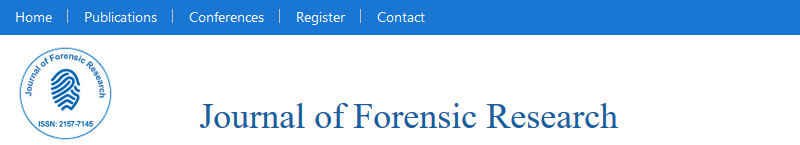 Home
Publications
Conferences
Register
Contact
Journal of Forensic Research
ISSN: 2157-7145
Journal of Forensic Research